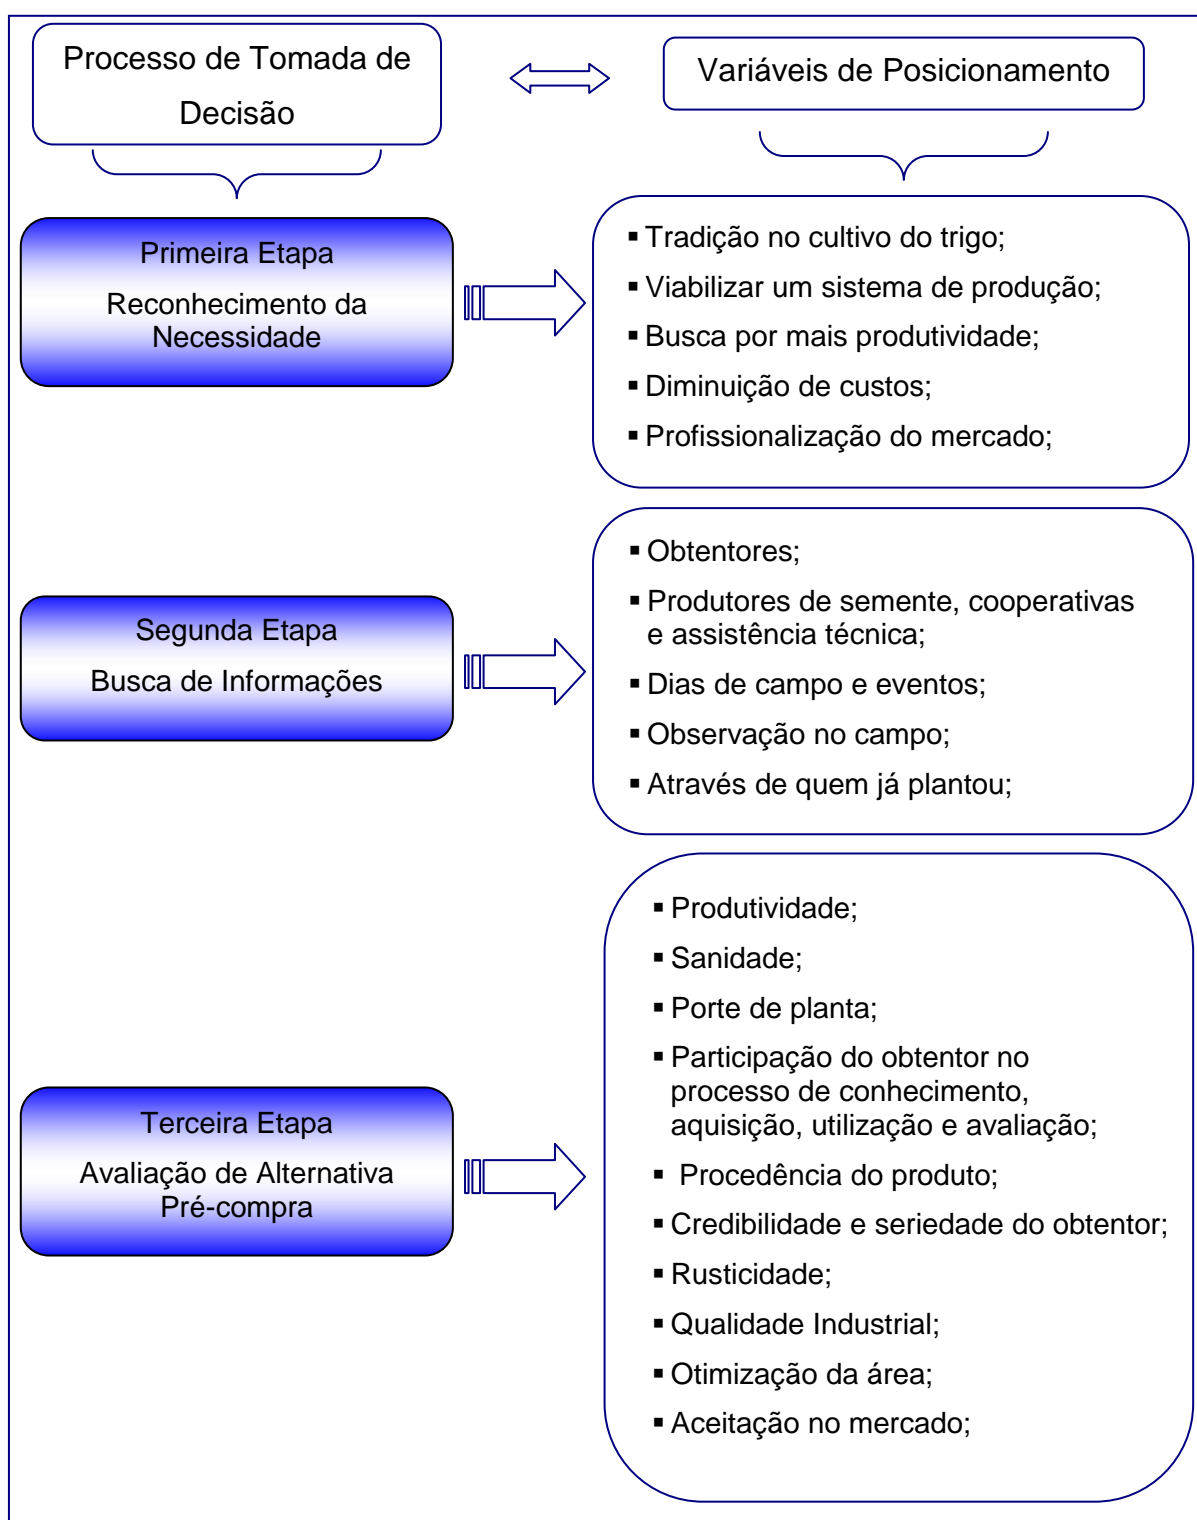 Processo de Tomada de
Decisão
Variáveis de Posicionamento
Primeira Etapa
Reconhecimento da
Necessidade
▪ Tradição no cultivo do trigo;
▪ Viabilizar um sistema de produção;
▪ Busca por mais produtividade;
▪ Diminuição de custos;
▪ Profissionalização do mercado;
Segunda Etapa
Busca de Informações
▪ Obtentores;
▪ Produtores de semente, cooperativas
e assistência técnica;
▪ Dias de campo e eventos;
▪ Observação no campo;
▪ Através de quem já plantou;
Terceira Etapa
Avaliação de Alternativa
Pré-compra
▪ Produtividade;
▪ Sanidade;
▪ Porte de planta;
▪ Participação do obtentor no
processo de conhecimento,
aquisição, utilização e avaliação;
▪ Procedência do produto;
▪ Credibilidade e seriedade do obtentor;
▪ Rusticidade;
▪ Qualidade Industrial;
▪ Otimização da área;
▪ Aceitação no mercado;